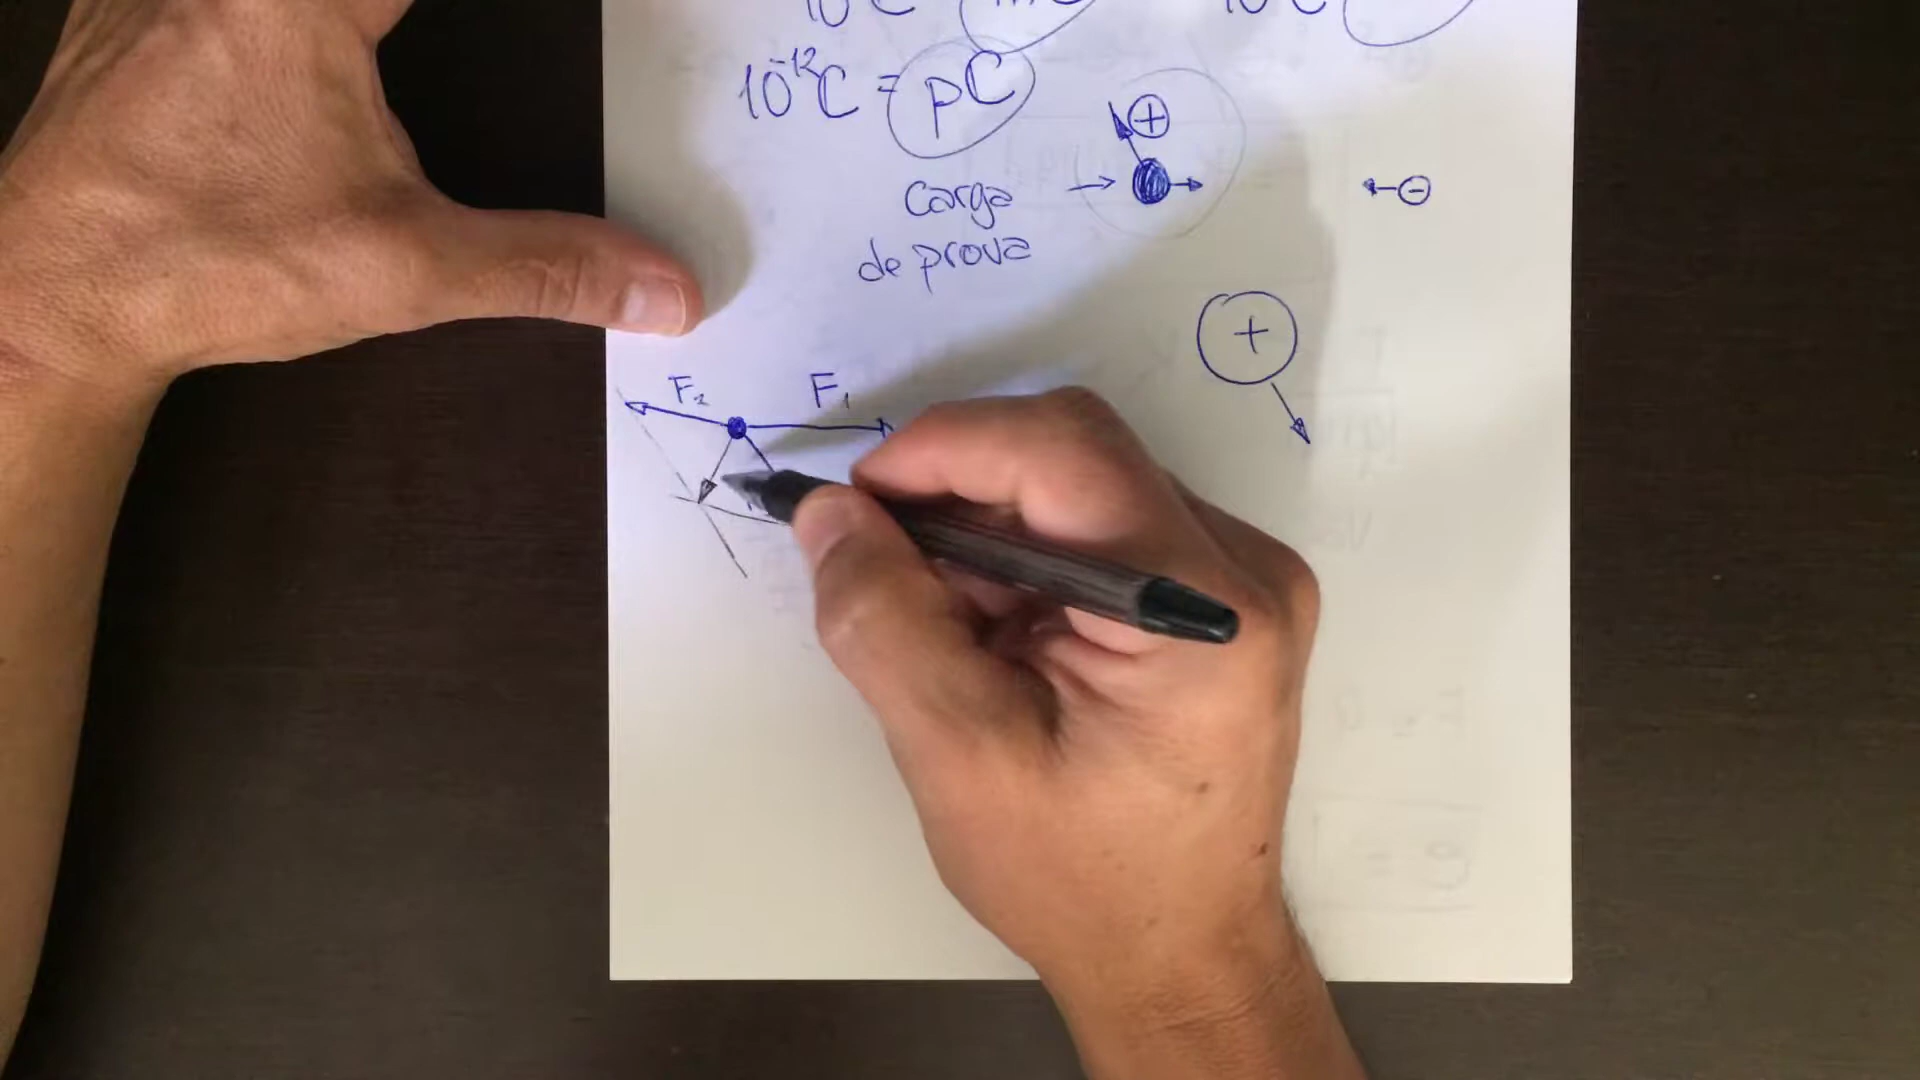 10⁻¹²C = pC
⊕
Carga
de prova
⊖
+
F₂ F₁